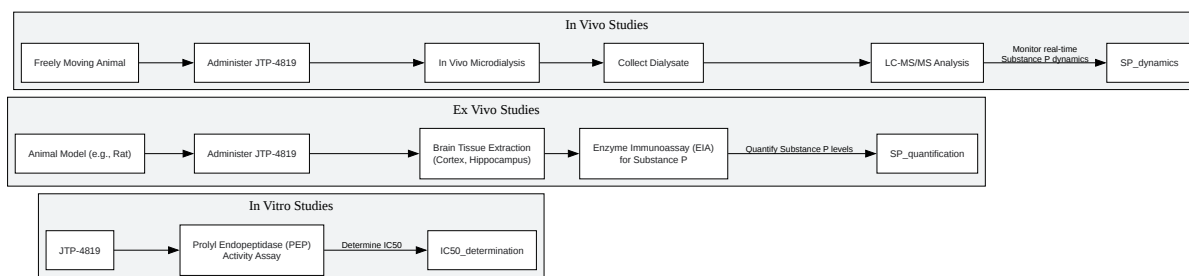 In Vivo Studies
Freely Moving Animal
Administer JTP-4819
In Vivo Microdialysis
Collect Dialysate
LC-MS/MS Analysis
Monitor real-time
Substance P dynamics
SP_dynamics
Ex Vivo Studies
Animal Model (e.g., Rat)
Administer JTP-4819
Brain Tissue Extraction
(Cortex, Hippocampus)
Enzyme Immunoassay (EIA)
for Substance P
Quantify Substance P levels
SP_quantification
In Vitro Studies
JTP-4819
Prolyl Endopeptidase (PEP)
Activity Assay
Determine IC50
IC50_determination